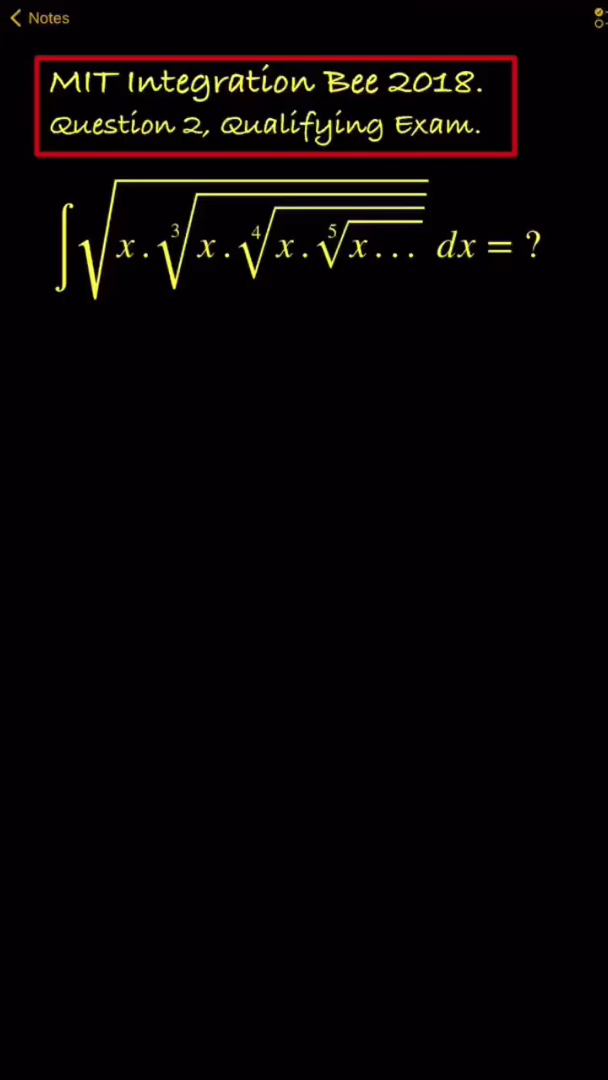 Notes
MIT Integration Bee 2018.
Question 2, Qualifying Exam.
∫√(x.∛(x.∜(x.⁵√(x...)))) dx = ?